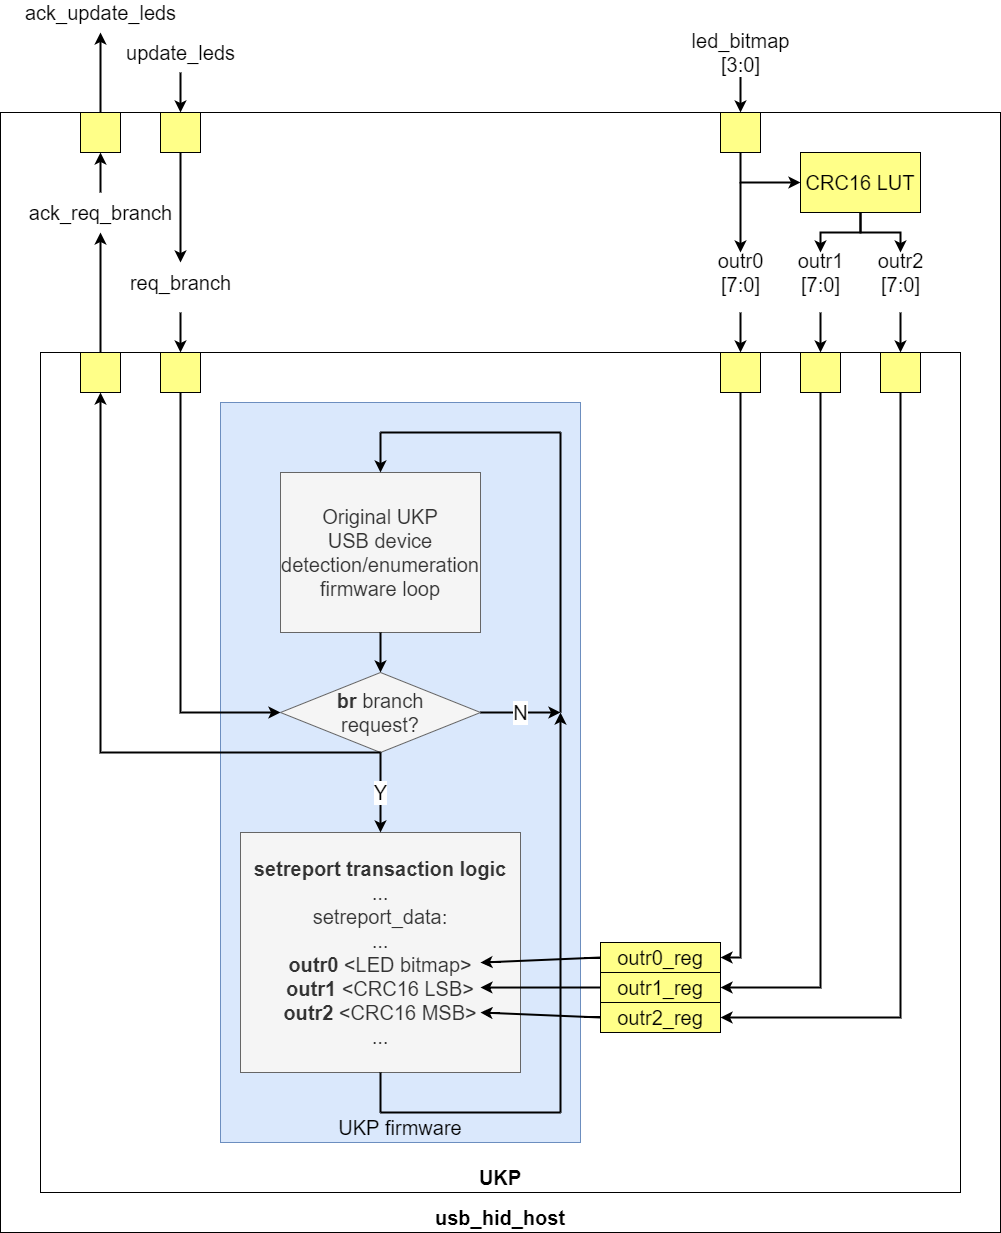 ack_update_leds
update_leds
led_bitmap
[3:0]
CRC16 LUT
ack_req_branch
req_branch
outr0
[7:0]
outr1
[7:0]
outr2
[7:0]
Original UKP
USB device
detection/enumeration
firmware loop
br branch
request?
N
Y
setreport transaction logic
...
setreport_data:
...
outr0 <LED bitmap>
outr1 <CRC16 LSB>
outr2 <CRC16 MSB>
...
outr0_reg
outr1_reg
outr2_reg
UKP firmware
UKP
usb_hid_host